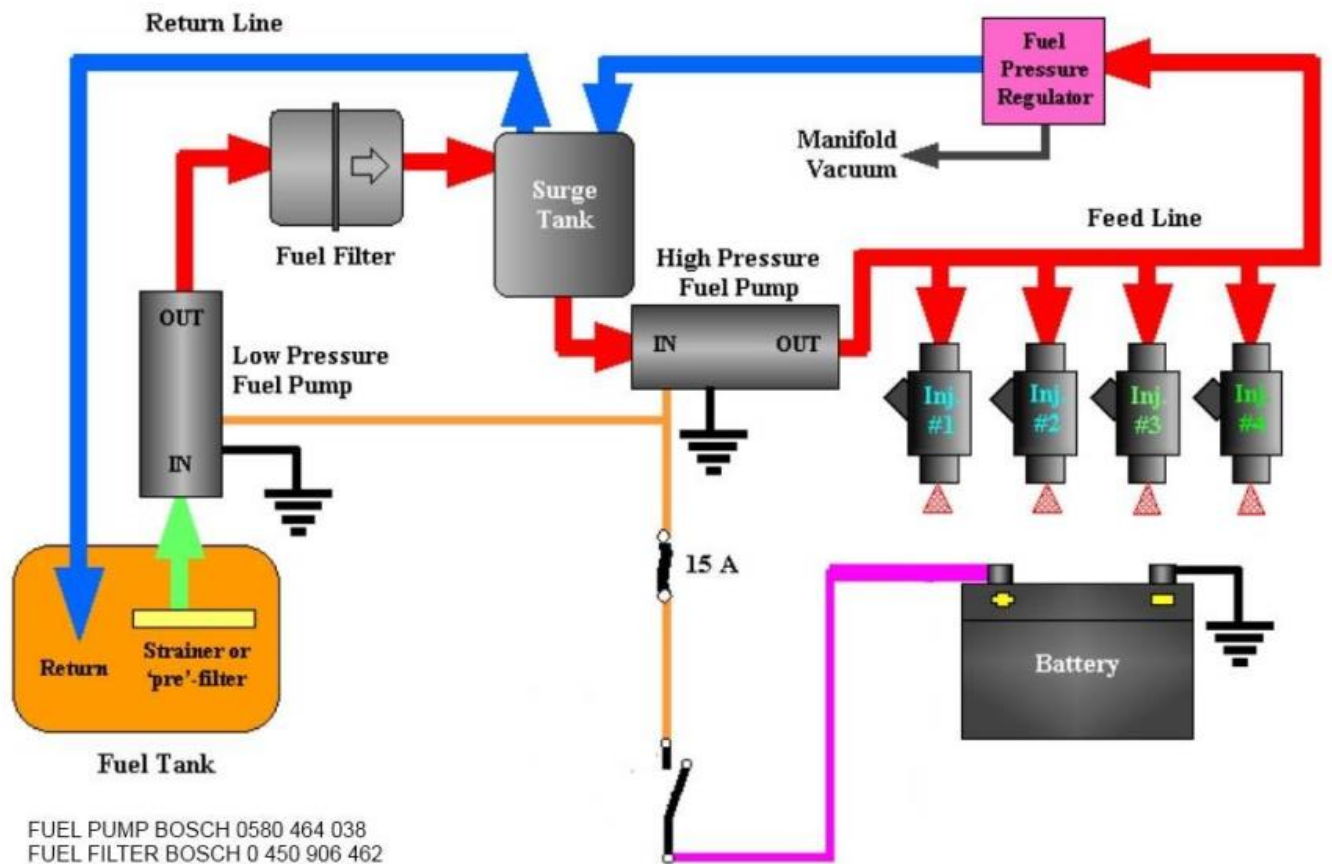 Return Line
Fuel
Pressure
Regulator
Manifold
Vacuum
Surge
Tank
Feed Line
Fuel Filter
High Pressure
Fuel Pump
OUT
IN
OUT
Low Pressure
Fuel Pump
IN
Inj.
#1
Inj.
#2
Inj.
#3
Inj.
#4
15 A
Return
Strainer or
'pre'-filter
Battery
Fuel Tank
FUEL PUMP BOSCH 0580 464 038
FUEL FILTER BOSCH 0 450 906 462